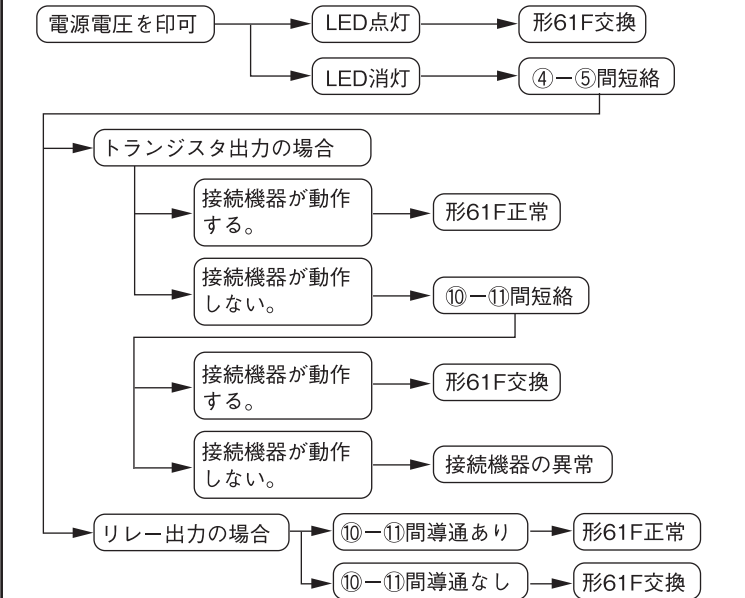 電源電圧を印可
LED点灯
形61F交換
LED消灯
④−⑤間短絡
トランジスタ出力の場合
接続機器が動作
する。
形61F正常
接続機器が動作
しない。
⑩−⑪間短絡
接続機器が動作
する。
形61F交換
接続機器が動作
しない。
接続機器の異常
リレー出力の場合
⑩−⑪間導通あり
形61F正常
⑩−⑪間導通なし
形61F交換